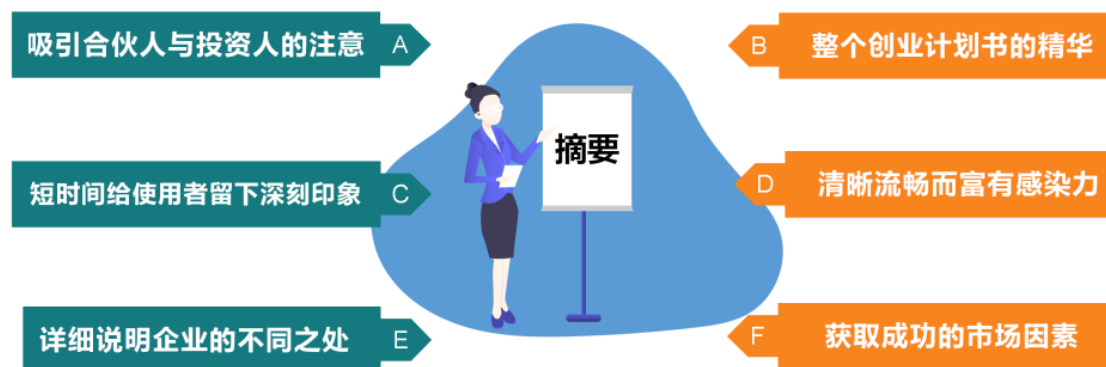 吸引合伙人与投资人的注意 A
B 整个创业计划书的精华
摘要
短时间给使用者留下深刻印象 C
D 清晰流畅而富有感染力
详细说明企业的不同之处 E
F 获取成功的市场因素